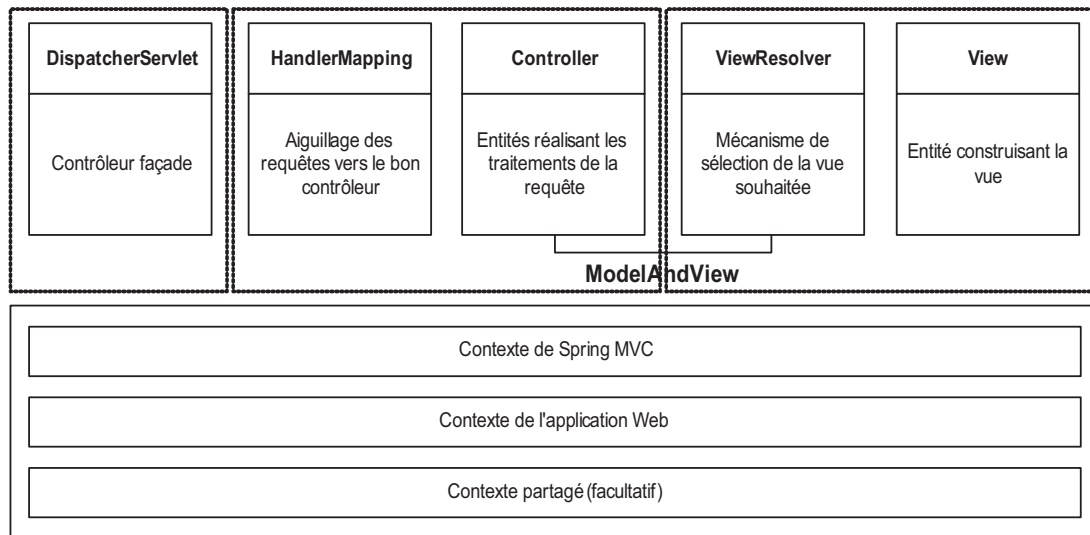 DispatcherServlet
Contrôleur façade
HandlerMapping
Aiguillage des
requêtes vers le bon
contrôleur
Controller
Entités réalisant les
traitements de la
requête
ViewResolver
Mécanisme de
sélection de la vue
souhaitée
View
Entité construisant la
vue
ModelAndView
Contexte de Spring MVC
Contexte de l'application Web
Contexte partagé (facultatif)